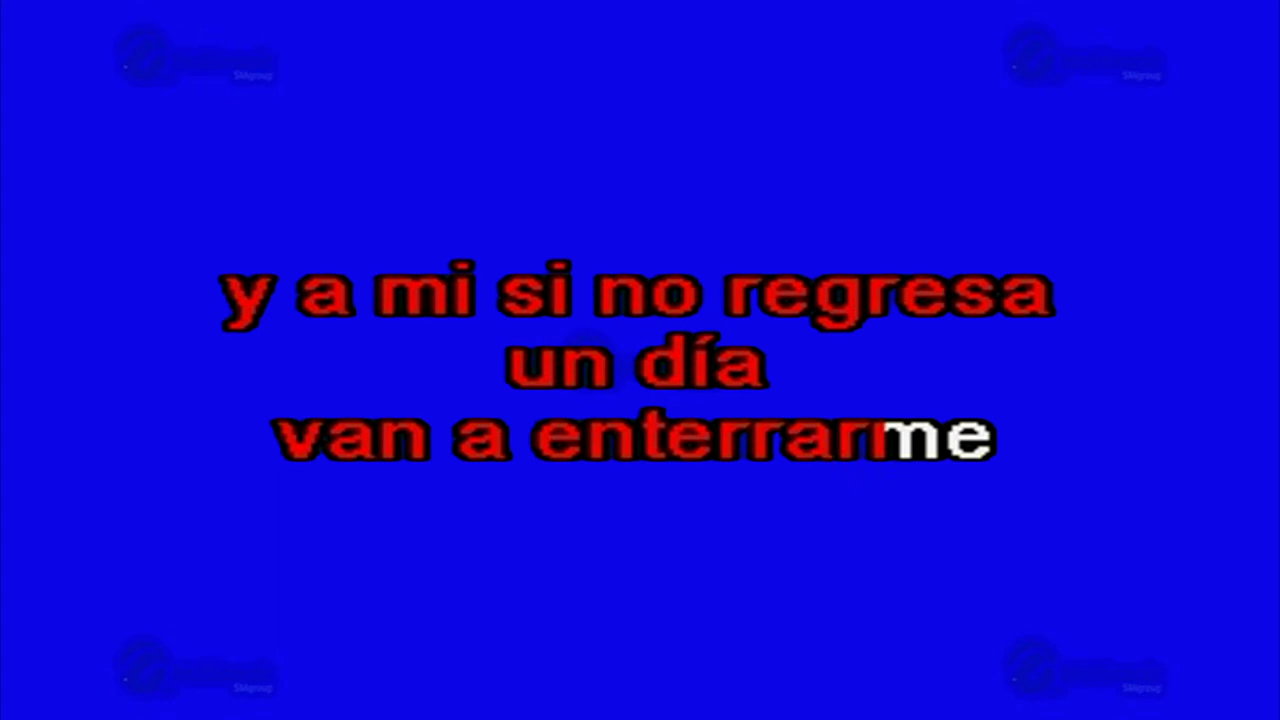 y a mi si no regresa
un día
van a enterrarme